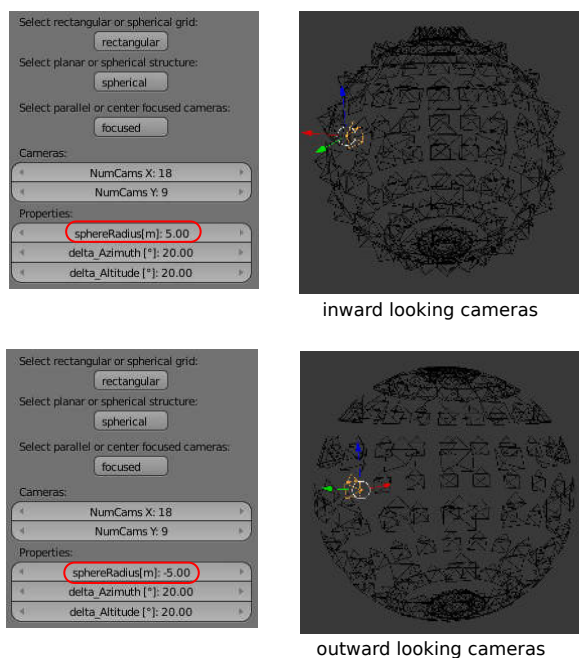 Select rectangular or spherical grid:
rectangular
Select planar or spherical structure:
spherical
Select parallel or center focused cameras:
focused
Cameras:
NumCams X: 18
NumCams Y: 9
Properties:
sphereRadius[m]: 5.00
delta_Azimuth [°]: 20.00
delta_Altitude [°]: 20.00
inward looking cameras
Select rectangular or spherical grid:
rectangular
Select planar or spherical structure:
spherical
Select parallel or center focused cameras:
focused
Cameras:
NumCams X: 18
NumCams Y: 9
Properties:
sphereRadius[m]: -5.00
delta_Azimuth [°]: 20.00
delta_Altitude [°]: 20.00
outward looking cameras